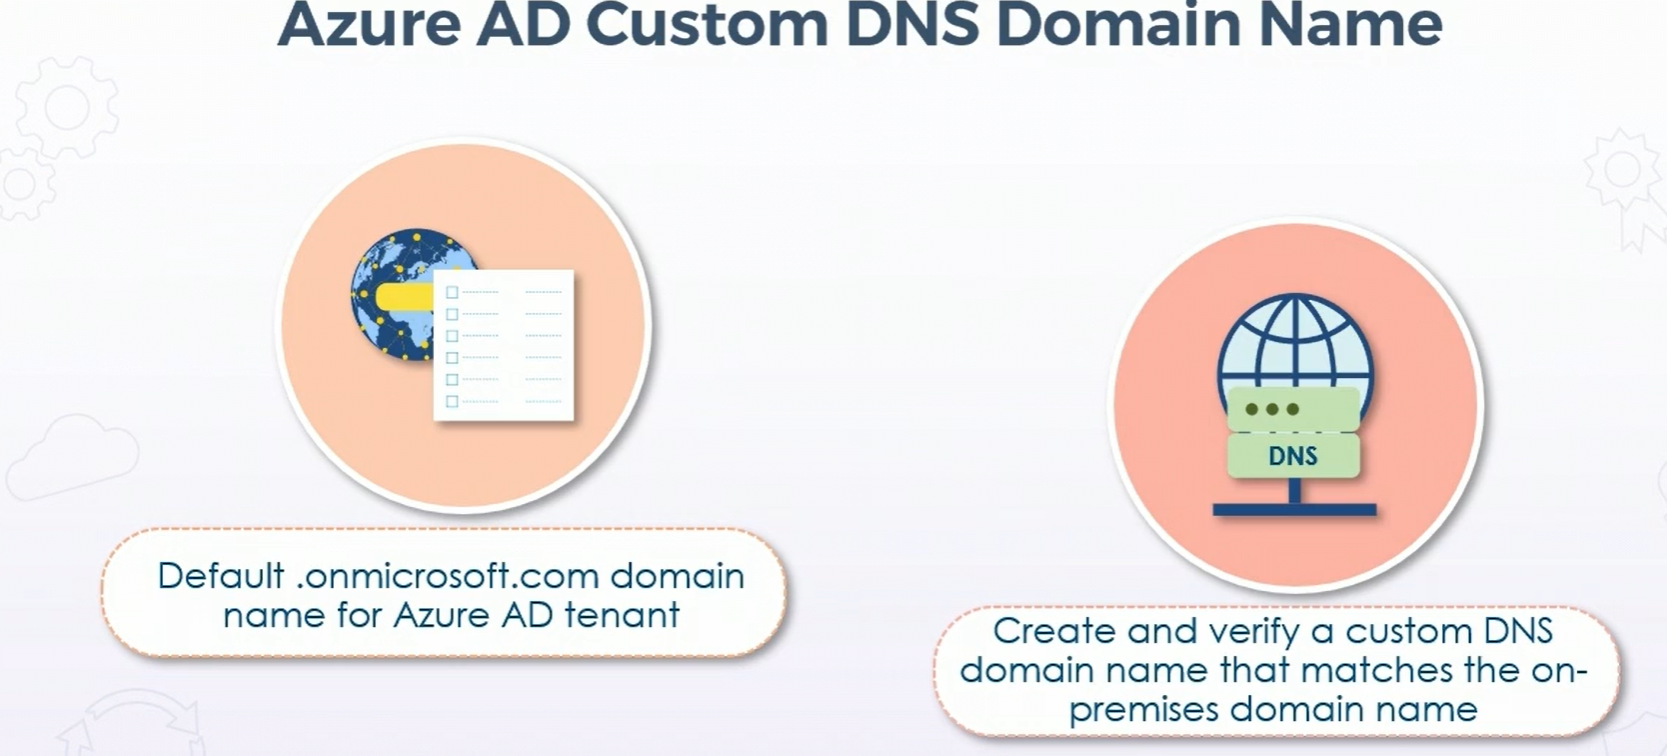 Azure AD Custom DNS Domain Name
Default .onmicrosoft.com domain
name for Azure AD tenant
DNS
Create and verify a custom DNS
domain name that matches the on-
premises domain name